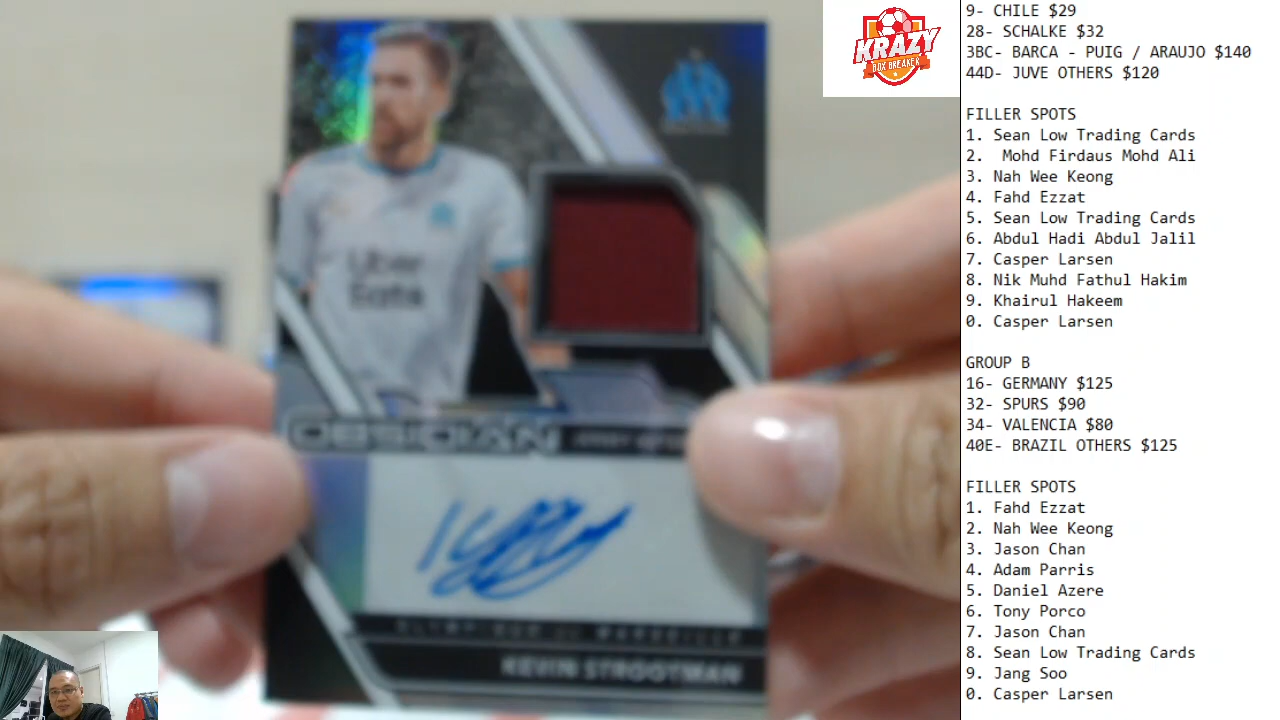 Uber
Eats
OBSIDIAN
MARSEILLE
KEVIN STROOTMAN
KRAZY
BOX BREAKER
9- CHILE $29
28- SCHALKE $32
3BC- BARCA - PUIG / ARAUJO $140
44D- JUVE OTHERS $120
FILLER SPOTS
1. Sean Low Trading Cards
2.  Mohd Firdaus Mohd Ali
3. Nah Wee Keong
4. Fahd Ezzat
5. Sean Low Trading Cards
6. Abdul Hadi Abdul Jalil
7. Casper Larsen
8. Nik Muhd Fathul Hakim
9. Khairul Hakeem
0. Casper Larsen
GROUP B
16- GERMANY $125
32- SPURS $90
34- VALENCIA $80
40E- BRAZIL OTHERS $125
FILLER SPOTS
1. Fahd Ezzat
2. Nah Wee Keong
3. Jason Chan
4. Adam Parris
5. Daniel Azere
6. Tony Porco
7. Jason Chan
8. Sean Low Trading Cards
9. Jang Soo
0. Casper Larsen